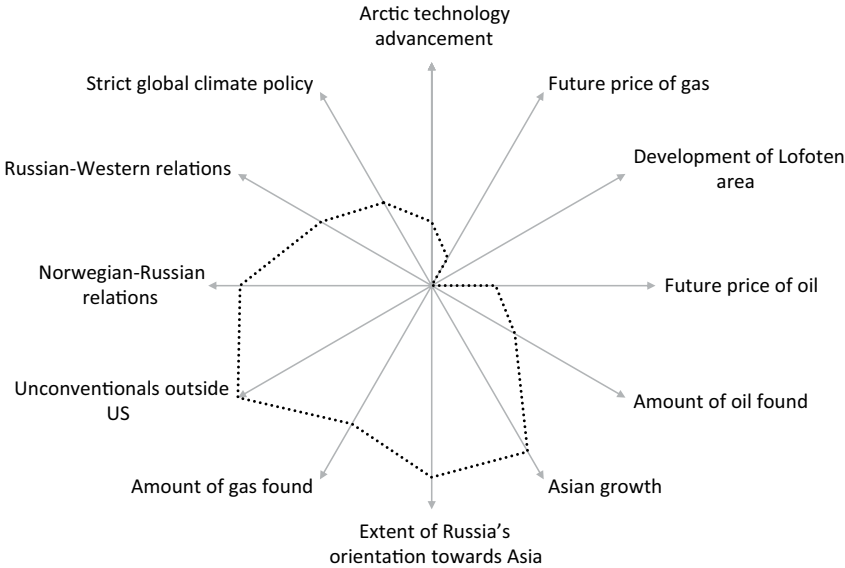 Arctic technology
advancement
Strict global climate policy
Future price of gas
Russian-Western relations
Development of Lofoten
area
Norwegian-Russian
relations
Future price of oil
Unconventionals outside
US
Amount of oil found
Amount of gas found
Asian growth
Extent of Russia's
orientation towards Asia